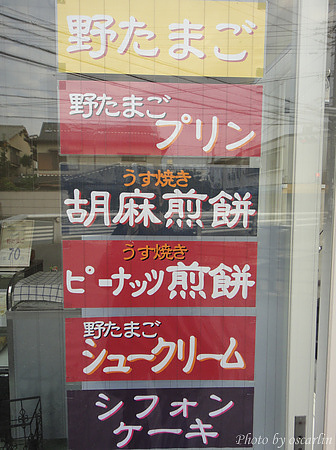 野たまご
野たまご
プリン
うす焼き
胡麻煎餅
うす焼き
ピーナッツ煎餅
野たまご
シュークリーム
シフォン
ケーキ
Photo by oscarlin